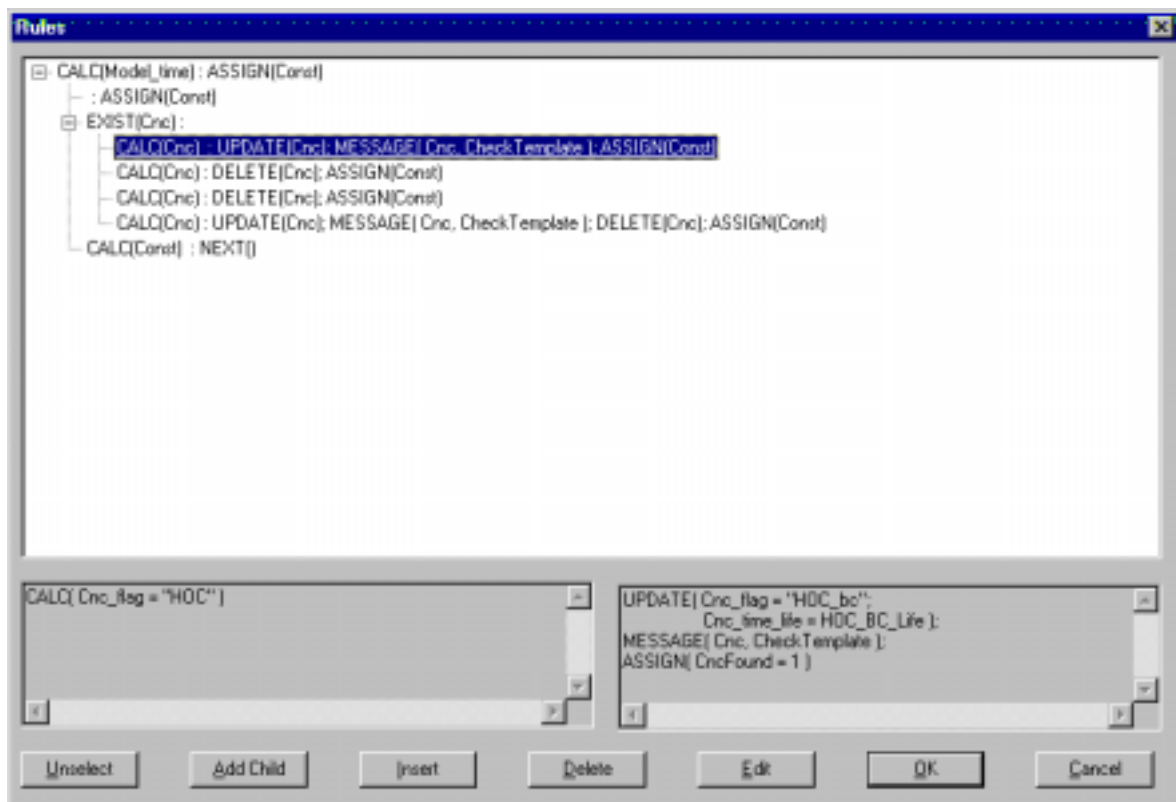 Rules
CALC(Model_time) : ASSIGN(Const)
: ASSIGN(Const)
EXIST(Cnc) :
CALC(Cnc) : UPDATE(Cnc); MESSAGE( Cnc, CheckTemplate ); ASSIGN(Const)
CALC(Cnc) : DELETE(Cnc); ASSIGN(Const)
CALC(Cnc) : DELETE(Cnc); ASSIGN(Const)
CALC(Cnc) : UPDATE(Cnc); MESSAGE( Cnc, CheckTemplate ); DELETE(Cnc); ASSIGN(Const)
CALC(Const) : NEXT()
CALC( Cnc_flag = "HOC" )
UPDATE( Cnc_flag = "HOC_bc";
Cnc_time_life = HOC_BC_Life );
MESSAGE( Cnc, CheckTemplate );
ASSIGN( CncFound = 1 )
Unselect
Add Child
Insert
Delete
Edit
OK
Cancel